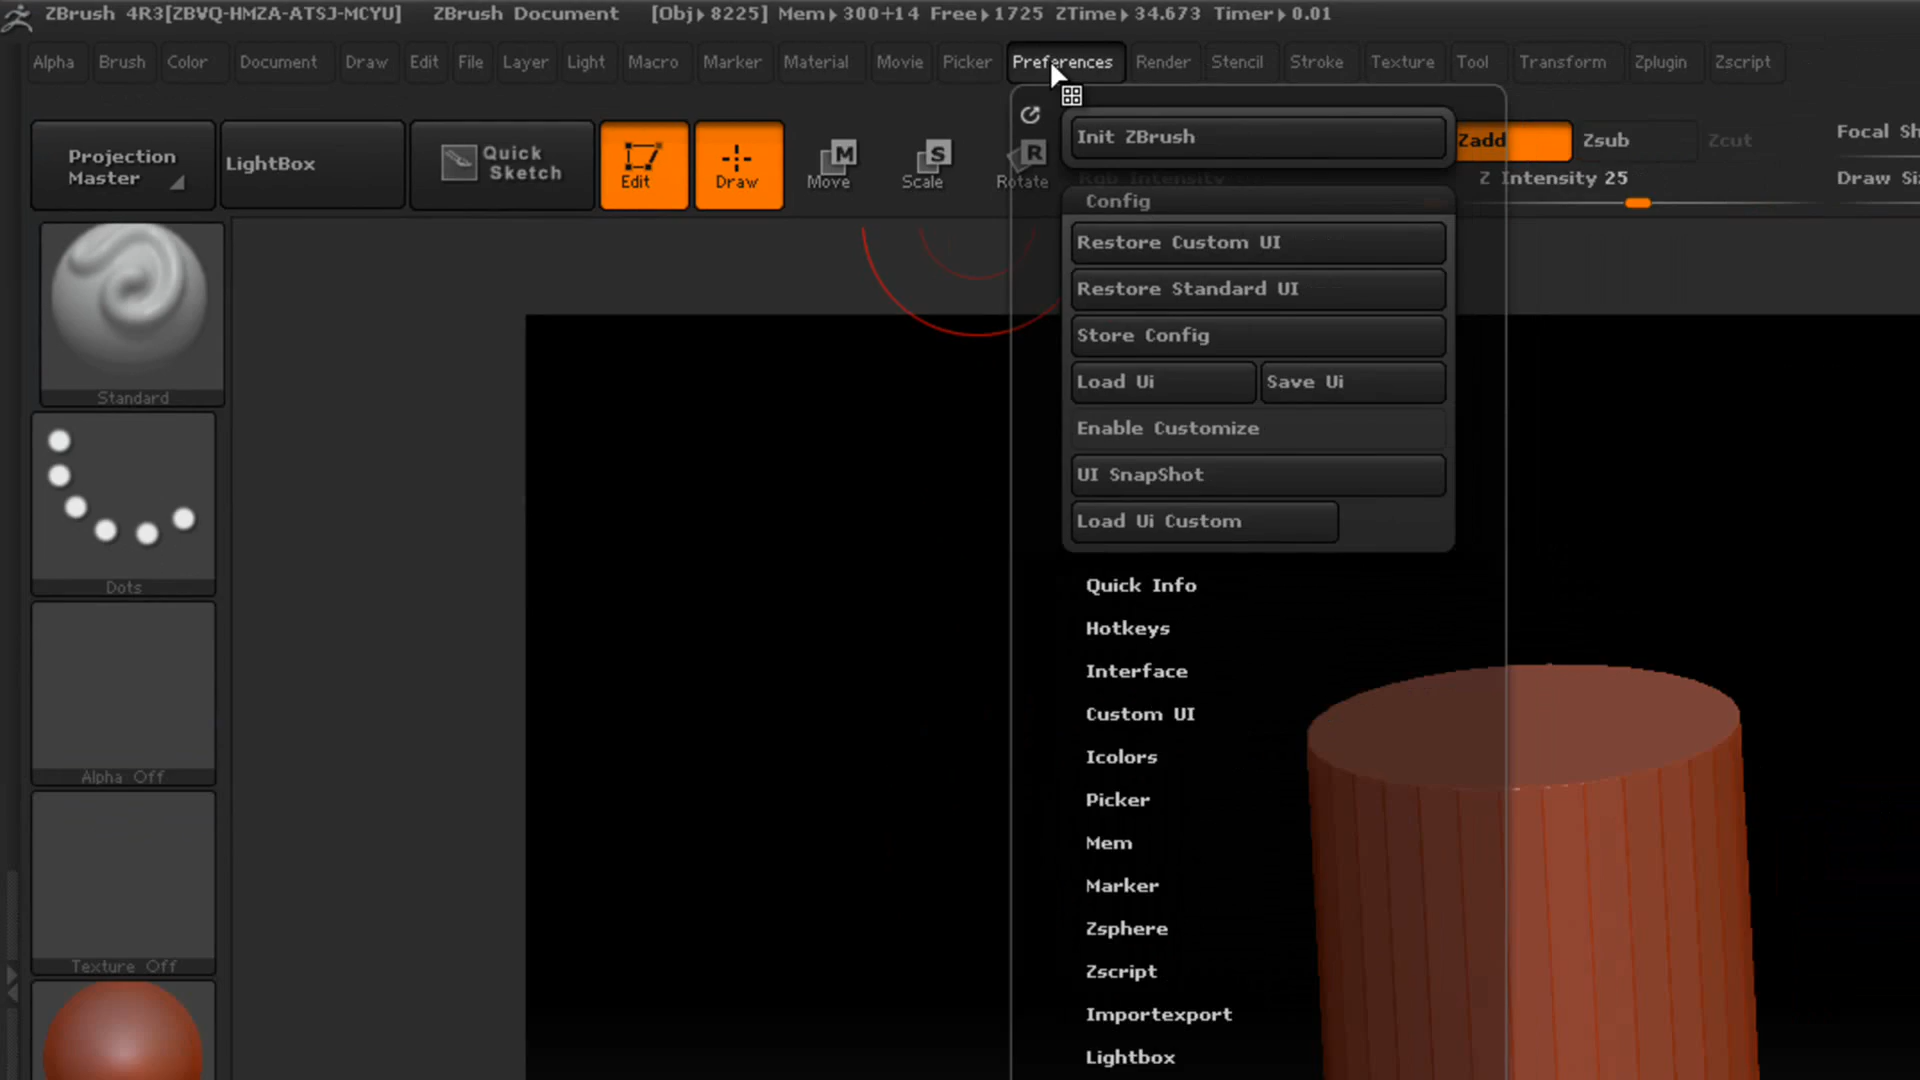 ZBrush 4R3[ZBVQ-HMZA-ATSJ-MCYU] ZBrush Document [Obj▸8225] Mem▸300+14 Free▸1725 ZTime▸34.673 Timer▸0.01
Alpha Brush Color Document Draw Edit File Layer Light Macro Marker Material Movie Picker Preferences Render Stencil Stroke Texture Tool Transform Zplugin Zscript
Projection Master
LightBox
Quick Sketch
Edit
Draw
M
Move
S
Scale
R
Rotate
Init ZBrush
Zadd
Zsub
Zcut
Focal Sh
Rgb Intensity
Z Intensity 25
Draw Siz
Config
Restore Custom UI
Restore Standard UI
Store Config
Load Ui
Save Ui
Enable Customize
UI SnapShot
Load Ui Custom
Quick Info
Hotkeys
Interface
Custom UI
Icolors
Picker
Mem
Marker
Zsphere
Zscript
Importexport
Lightbox
Standard
Dots
Alpha Off
Texture Off